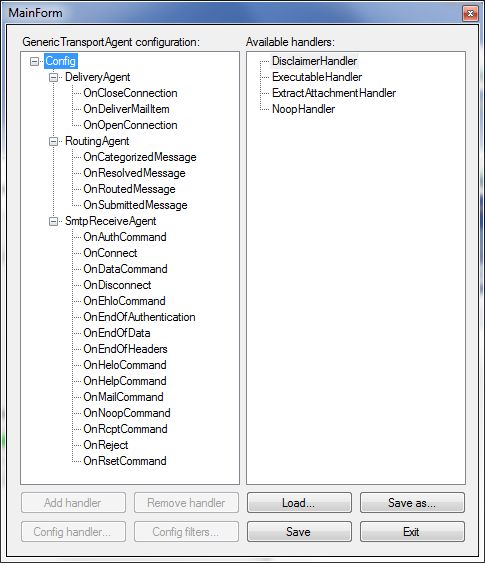 MainForm
GenericTransportAgent configuration:
Config
DeliveryAgent
OnCloseConnection
OnDeliverMailItem
OnOpenConnection
RoutingAgent
OnCategorizedMessage
OnResolvedMessage
OnRoutedMessage
OnSubmittedMessage
SmtpReceiveAgent
OnAuthCommand
OnConnect
OnDataCommand
OnDisconnect
OnEhloCommand
OnEndOfAuthentication
OnEndOfData
OnEndOfHeaders
OnHeloCommand
OnHelpCommand
OnMailCommand
OnNoopCommand
OnRcptCommand
OnReject
OnRsetCommand
Available handlers:
DisclaimerHandler
ExecutableHandler
ExtractAttachmentHandler
NoopHandler
Add handler
Remove handler
Load...
Save as...
Config handler...
Config filters...
Save
Exit